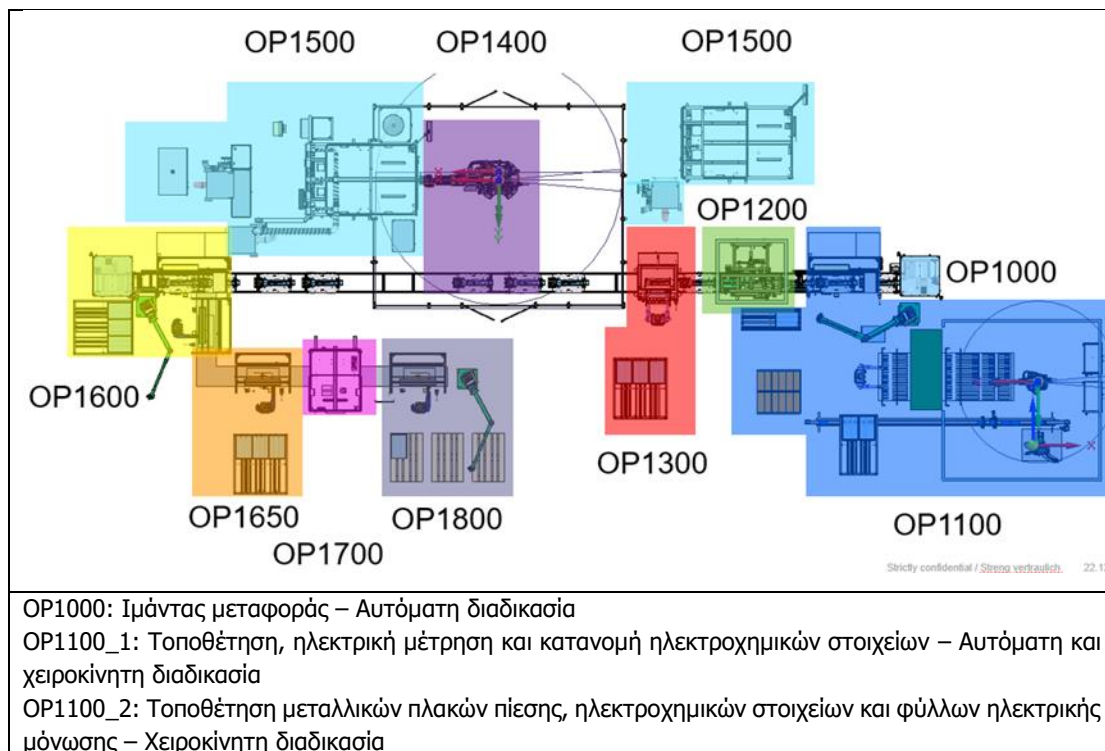 OP1500
OP1400
OP1500
OP1200
OP1000
OP1600
OP1300
OP1650
OP1800
OP1100
OP1700
Strictly confidential / Streng vertraulich 22.1
OP1000: Ιμάντας μεταφοράς – Αυτόματη διαδικασία
OP1100_1: Τοποθέτηση, ηλεκτρική μέτρηση και κατανομή ηλεκτροχημικών στοιχείων – Αυτόματη και
χειροκίνητη διαδικασία
OP1100_2: Τοποθέτηση μεταλλικών πλακών πίεσης, ηλεκτροχημικών στοιχείων και φύλλων ηλεκτρικής
μόνωσης – Χειροκίνητη διαδικασία